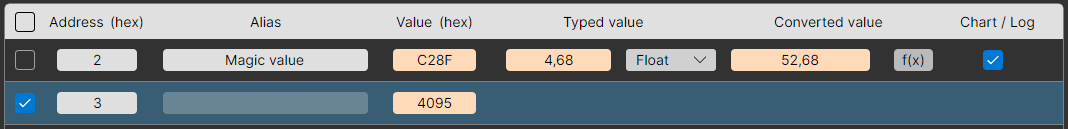 Address (hex) Alias Value (hex) Typed value Converted value Chart / Log
2 Magic value C28F 4,68 Float 52,68 f(x)
3 4095